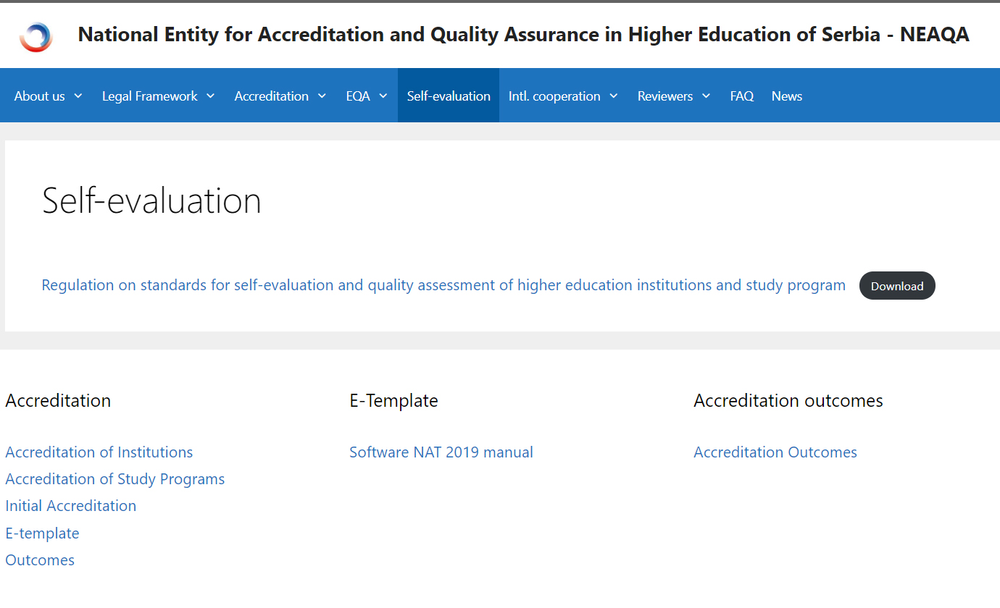 National Entity for Accreditation and Quality Assurance in Higher Education of Serbia - NEAQA
About us Legal Framework Accreditation EQA Self-evaluation Intl. cooperation Reviewers FAQ News
Self-evaluation
Regulation on standards for self-evaluation and quality assessment of higher education institutions and study program Download
Accreditation
Accreditation of Institutions
Accreditation of Study Programs
Initial Accreditation
E-template
Outcomes
E-Template
Software NAT 2019 manual
Accreditation outcomes
Accreditation Outcomes